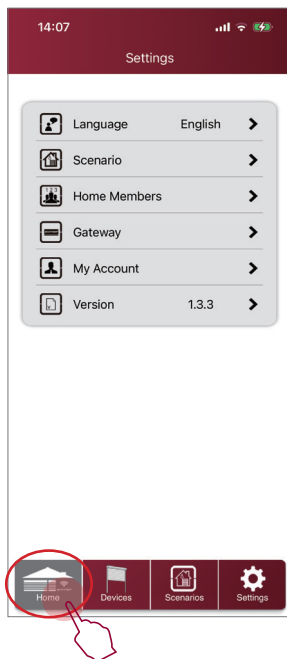 14:07
Settings
Language English
Scenario
Home Members
Gateway
My Account
Version 1.3.3
Home Devices Scenarios Settings